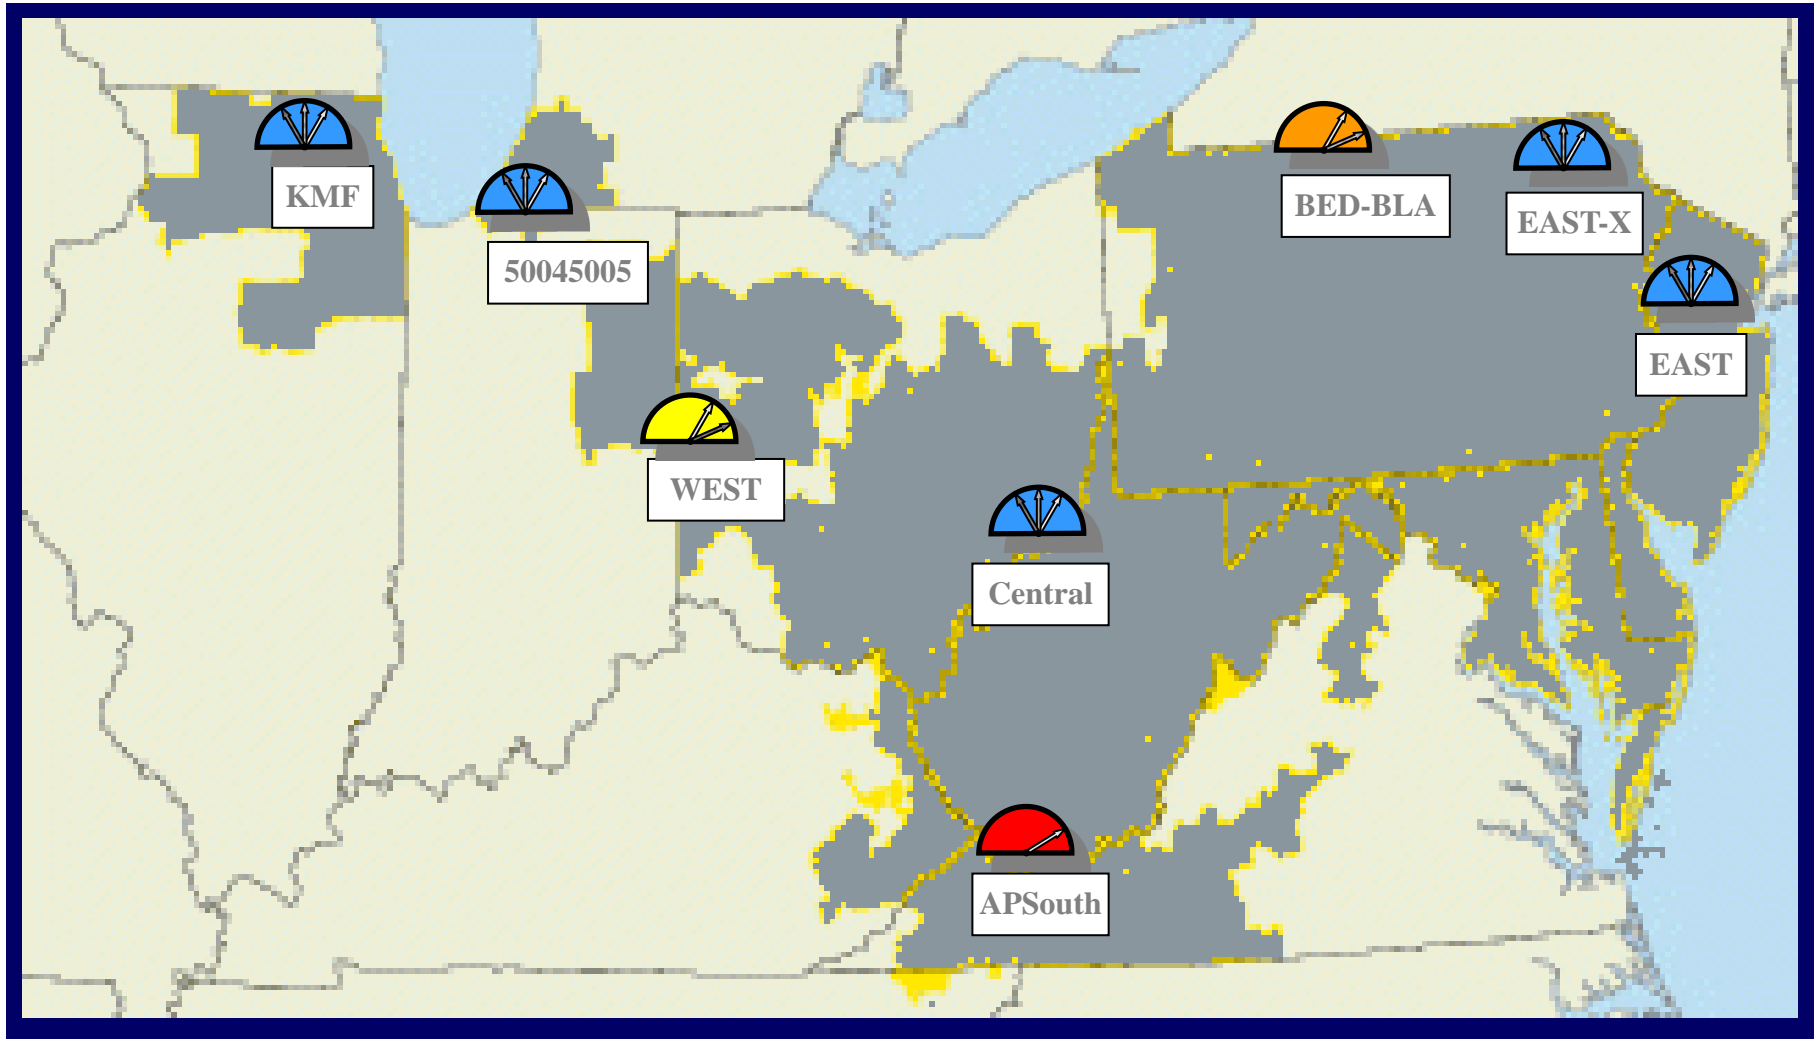 KMF
BED-BLA
EAST-X
50045005
EAST
WEST
Central
APSouth